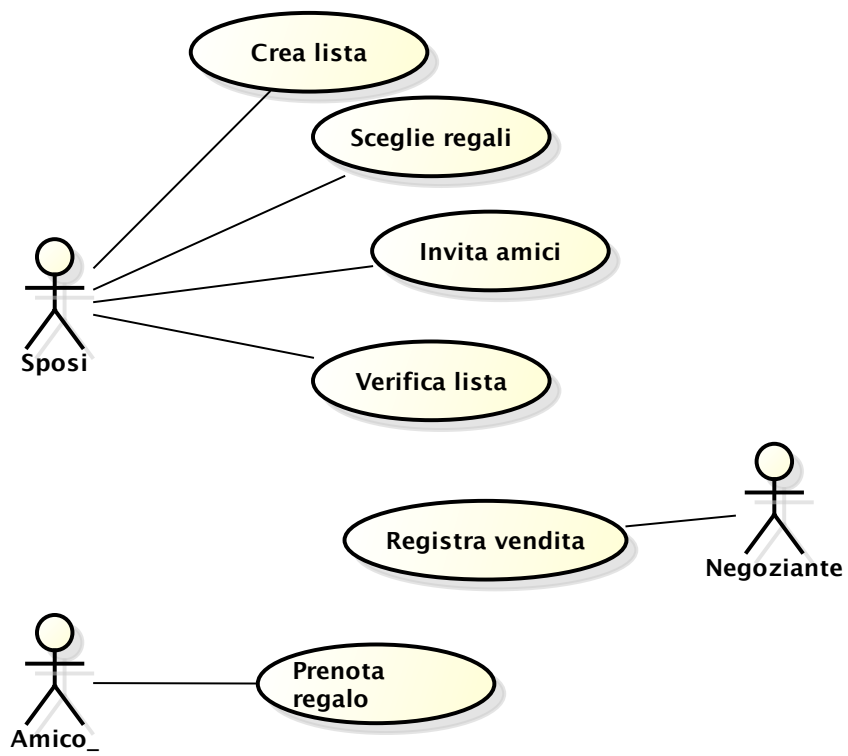 Crea lista
Sceglie regali
Invita amici
Sposi
Verifica lista
Registra vendita
Negoziante
Prenota
regalo
Amico_